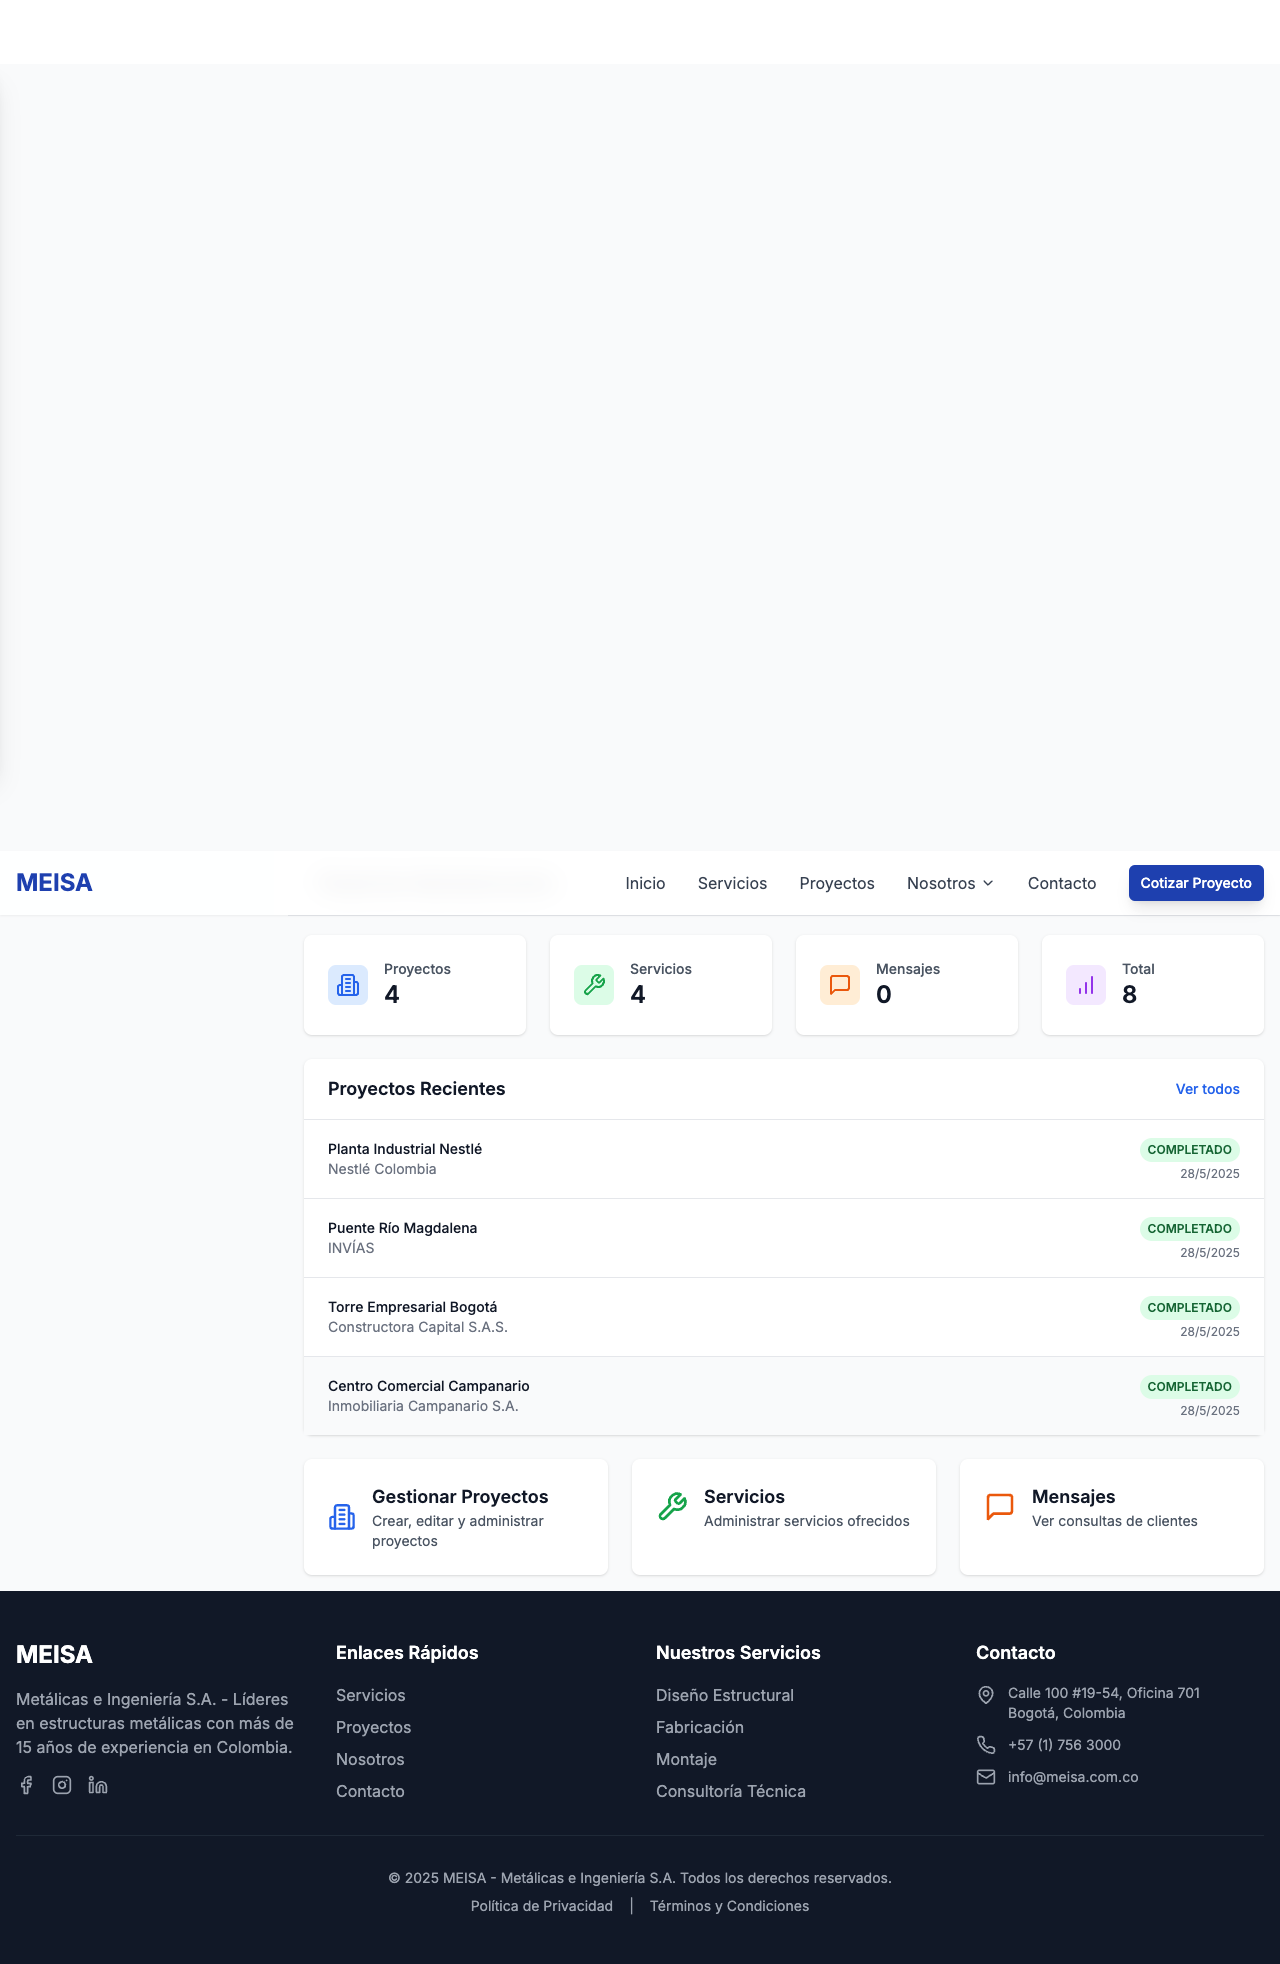 MEISA
Inicio
Servicios
Proyectos
Nosotros
Contacto
Cotizar Proyecto
Proyectos
4
Servicios
4
Mensajes
0
Total
8
Proyectos Recientes
Ver todos
Planta Industrial Nestlé
Nestlé Colombia
COMPLETADO
28/5/2025
Puente Río Magdalena
INVÍAS
COMPLETADO
28/5/2025
Torre Empresarial Bogotá
Constructora Capital S.A.S.
COMPLETADO
28/5/2025
Centro Comercial Campanario
Inmobiliaria Campanario S.A.
COMPLETADO
28/5/2025
Gestionar Proyectos
Crear, editar y administrar
proyectos
Servicios
Administrar servicios ofrecidos
Mensajes
Ver consultas de clientes
MEISA
Metálicas e Ingeniería S.A. - Líderes
en estructuras metálicas con más de
15 años de experiencia en Colombia.
Enlaces Rápidos
Servicios
Proyectos
Nosotros
Contacto
Nuestros Servicios
Diseño Estructural
Fabricación
Montaje
Consultoría Técnica
Contacto
Calle 100 #19-54, Oficina 701
Bogotá, Colombia
+57 (1) 756 3000
info@meisa.com.co
© 2025 MEISA - Metálicas e Ingeniería S.A. Todos los derechos reservados.
Política de Privacidad | Términos y Condiciones